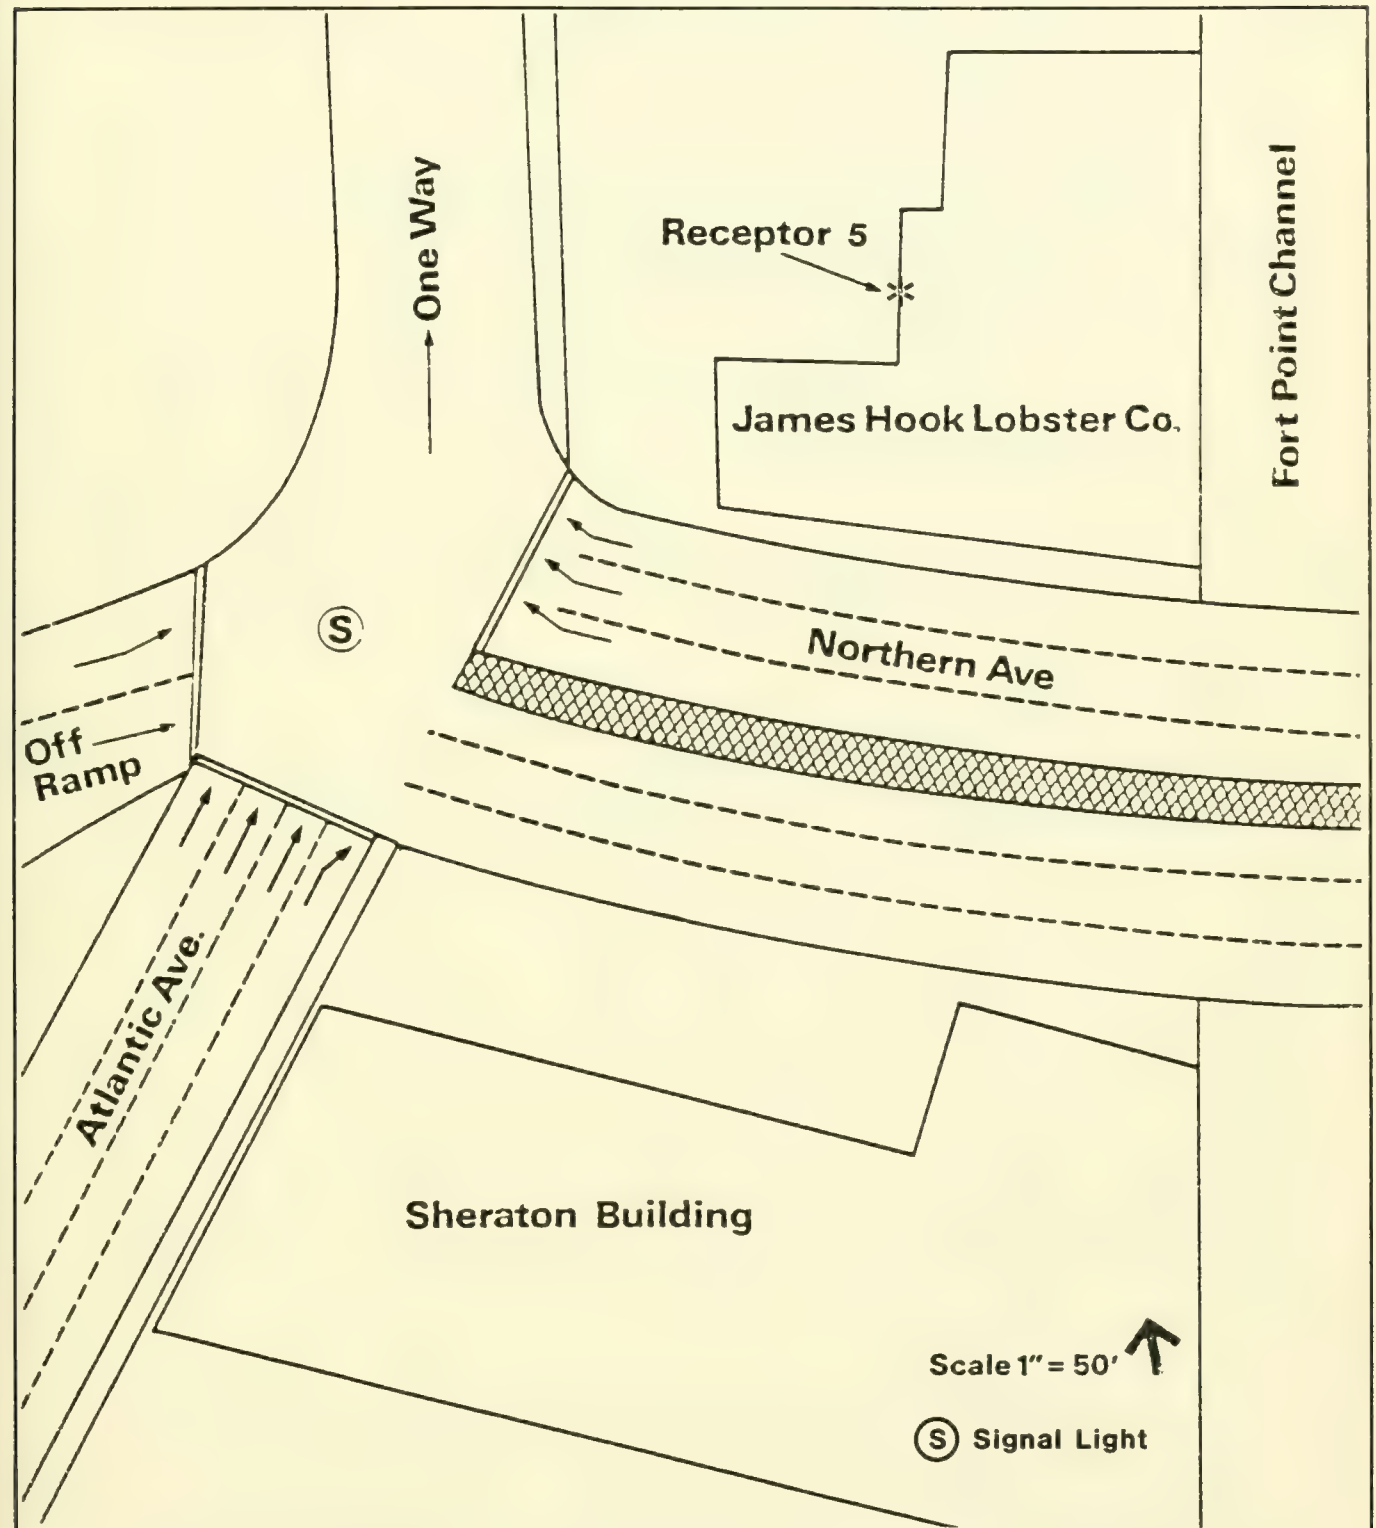 One Way
Receptor 5
Fort Point Channel
James Hook Lobster Co.
S
Northern Ave
Off
Ramp
Atlantic Ave.
Sheraton Building
Scale 1" = 50'
S Signal Light